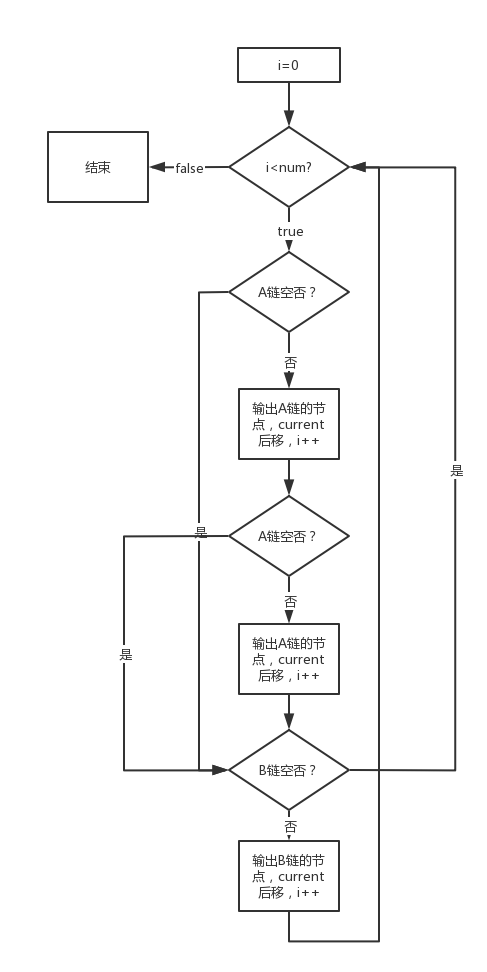 i=0
i<num?
false
结束
true
A链空否？
否
输出A链的节
点，current
后移，i++
是
A链空否？
是
否
输出A链的节
点，current
后移，i++
是
B链空否？
否
输出B链的节
点，current
后移，i++